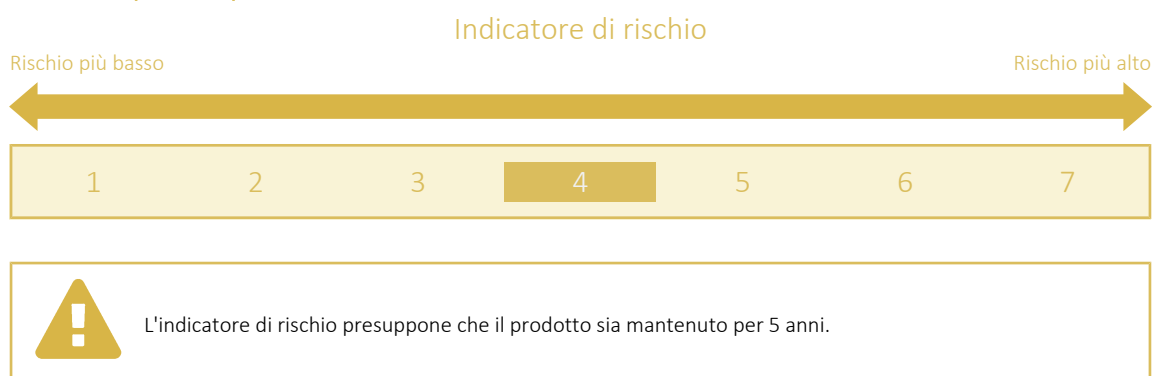 Indicatore di rischio
Rischio più basso Rischio più alto
1 2 3 4 5 6 7
L'indicatore di rischio presuppone che il prodotto sia mantenuto per 5 anni.